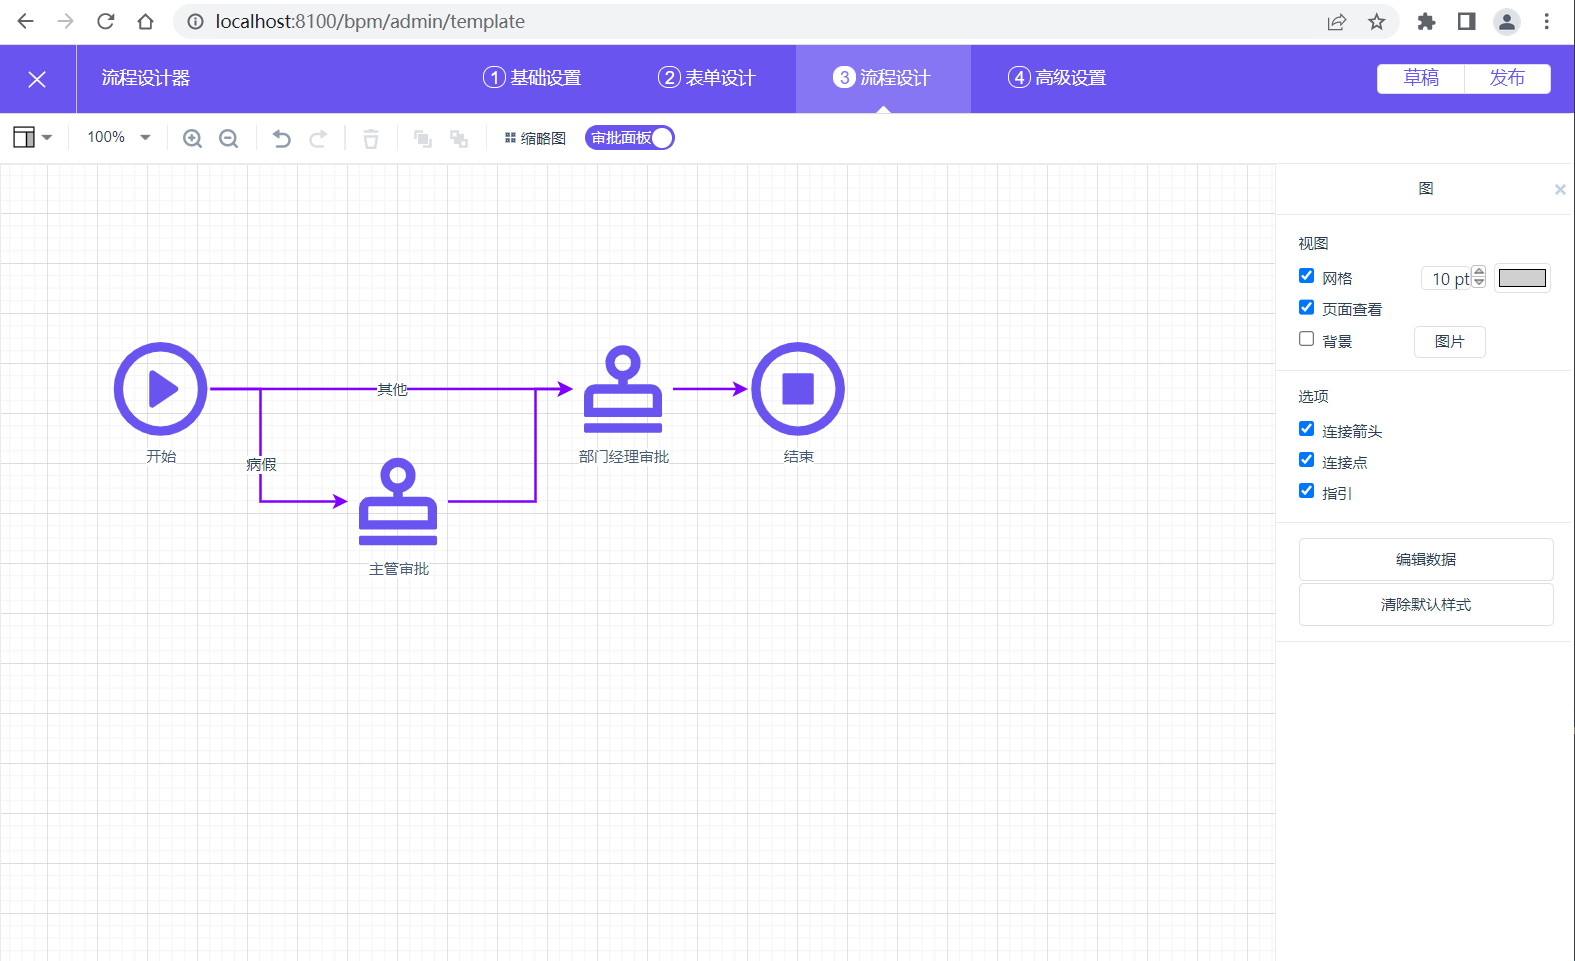 localhost:8100/bpm/admin/template
流程设计器
1 基础设置
2 表单设计
3 流程设计
4 高级设置
草稿
发布
100%
缩略图
审批面板
图
视图
网格
10 pt
页面查看
背景
图片
选项
连接箭头
连接点
指引
编辑数据
清除默认样式
其他
开始
病假
部门经理审批
结束
主管审批